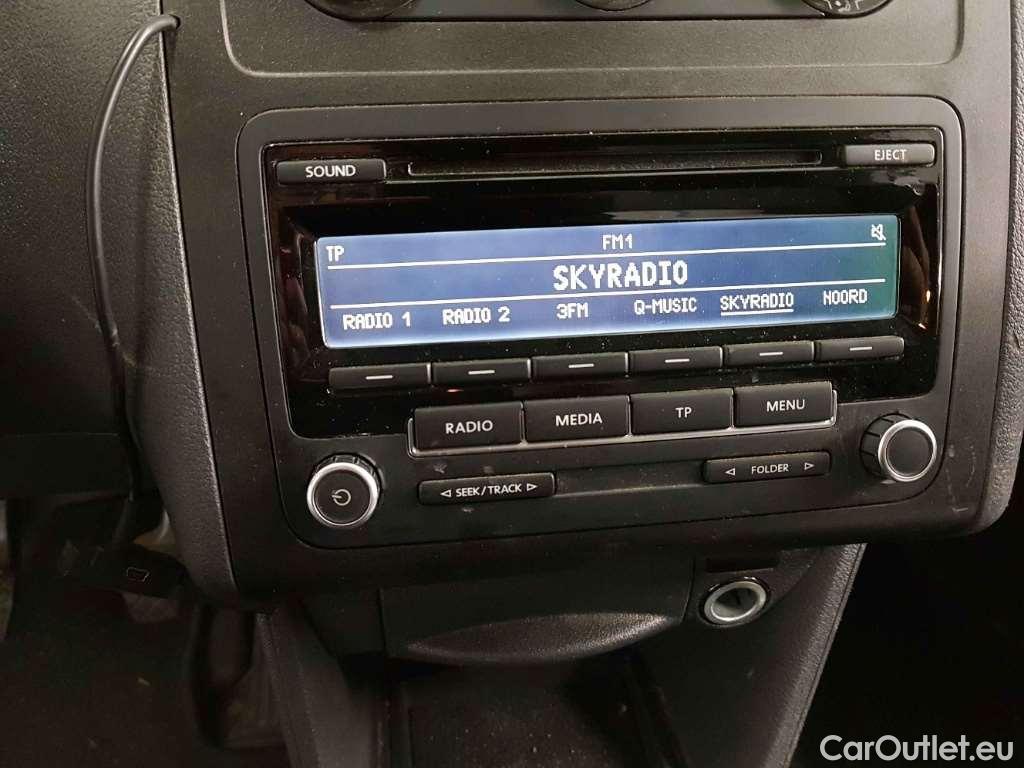 SOUND
EJECT
TP FM1
SKYRADIO
RADIO 1 RADIO 2 3FM Q-MUSIC SKYRADIO NOORD
RADIO MEDIA TP MENU
SEEK/TRACK FOLDER
CarOutlet.eu